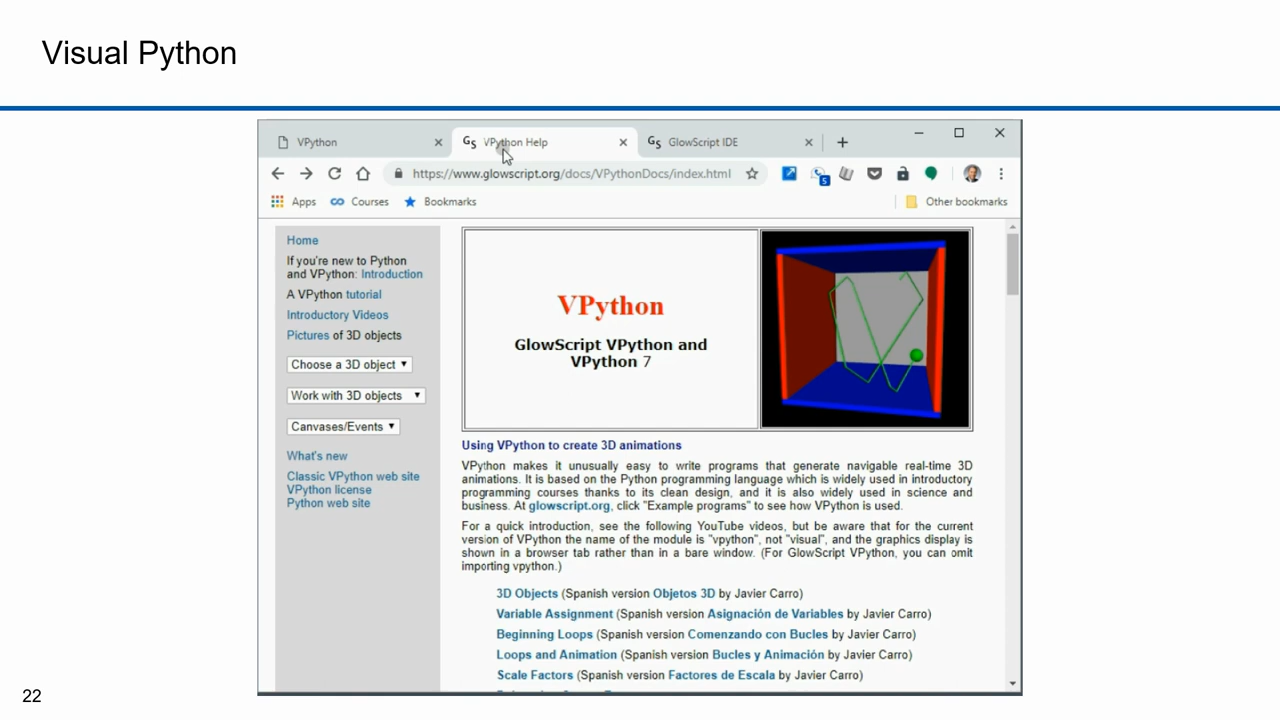 Visual Python
VPython
VPython Help
GlowScript IDE
https://www.glowscript.org/docs/VPythonDocs/index.html
5
Apps
Courses
Bookmarks
Other bookmarks
Home
If you're new to Python
and VPython: Introduction
A VPython tutorial
Introductory Videos
Pictures of 3D objects
Choose a 3D object
Work with 3D objects
Canvases/Events
What's new
Classic VPython web site
VPython license
Python web site
VPython
GlowScript VPython and
VPython 7
Using VPython to create 3D animations
VPython makes it unusually easy to write programs that generate navigable real-time 3D
animations. It is based on the Python programming language which is widely used in introductory
programming courses thanks to its clean design, and it is also widely used in science and
business. At glowscript.org, click "Example programs" to see how VPython is used.
For a quick introduction, see the following YouTube videos, but be aware that for the current
version of VPython the name of the module is "vpython", not "visual", and the graphics display is
shown in a browser tab rather than in a bare window. (For GlowScript VPython, you can omit
importing vpython.)
3D Objects (Spanish version Objetos 3D by Javier Carro)
Variable Assignment (Spanish version Asignación de Variables by Javier Carro)
Beginning Loops (Spanish version Comenzando con Bucles by Javier Carro)
Loops and Animation (Spanish version Bucles y Animación by Javier Carro)
Scale Factors (Spanish version Factores de Escala by Javier Carro)
22